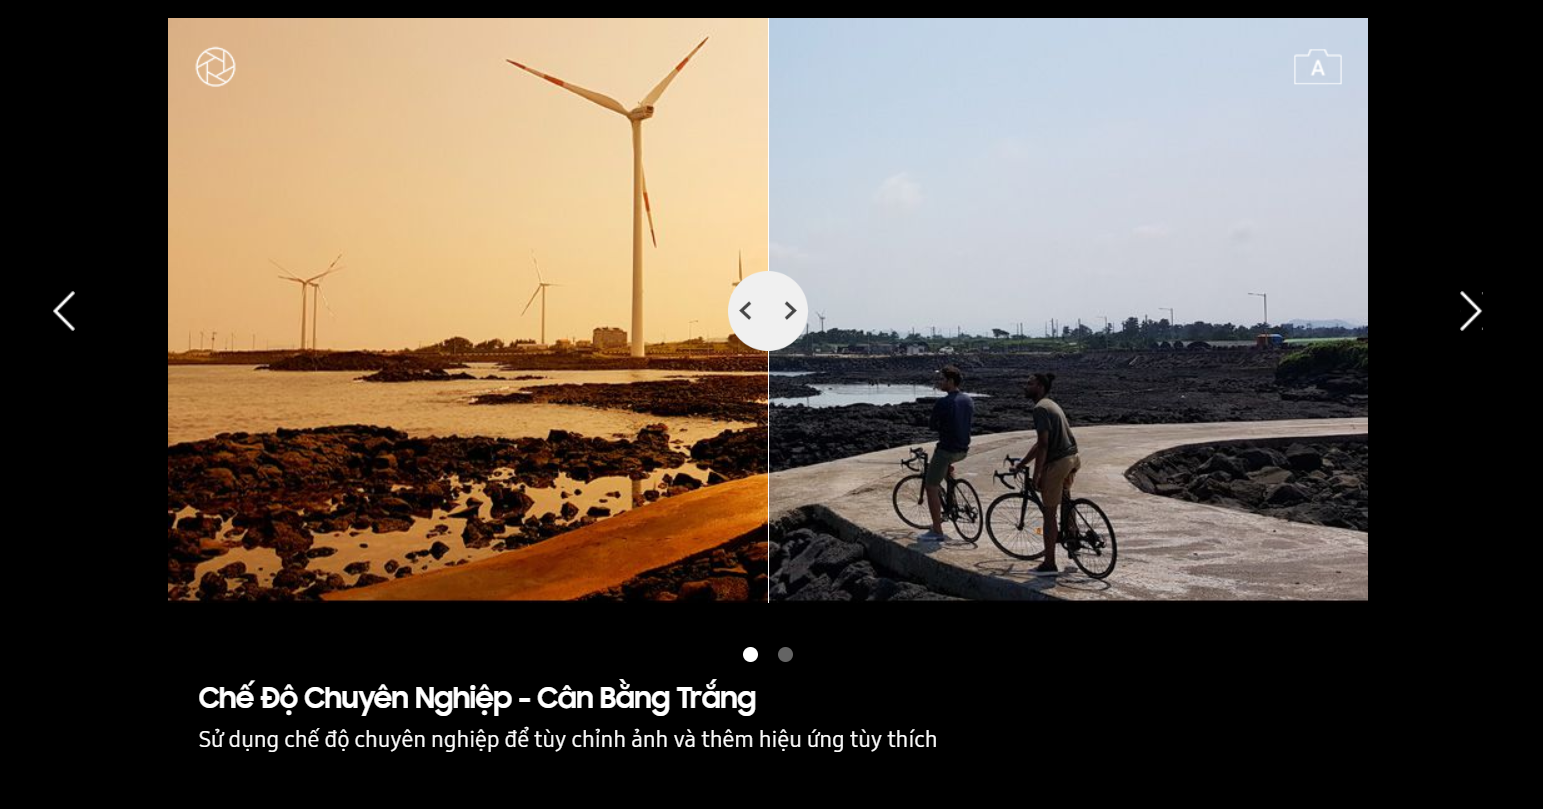 A
Chế Độ Chuyên Nghiệp - Cân Bằng Trắng
Sử dụng chế độ chuyên nghiệp để tùy chỉnh ảnh và thêm hiệu ứng tùy thích